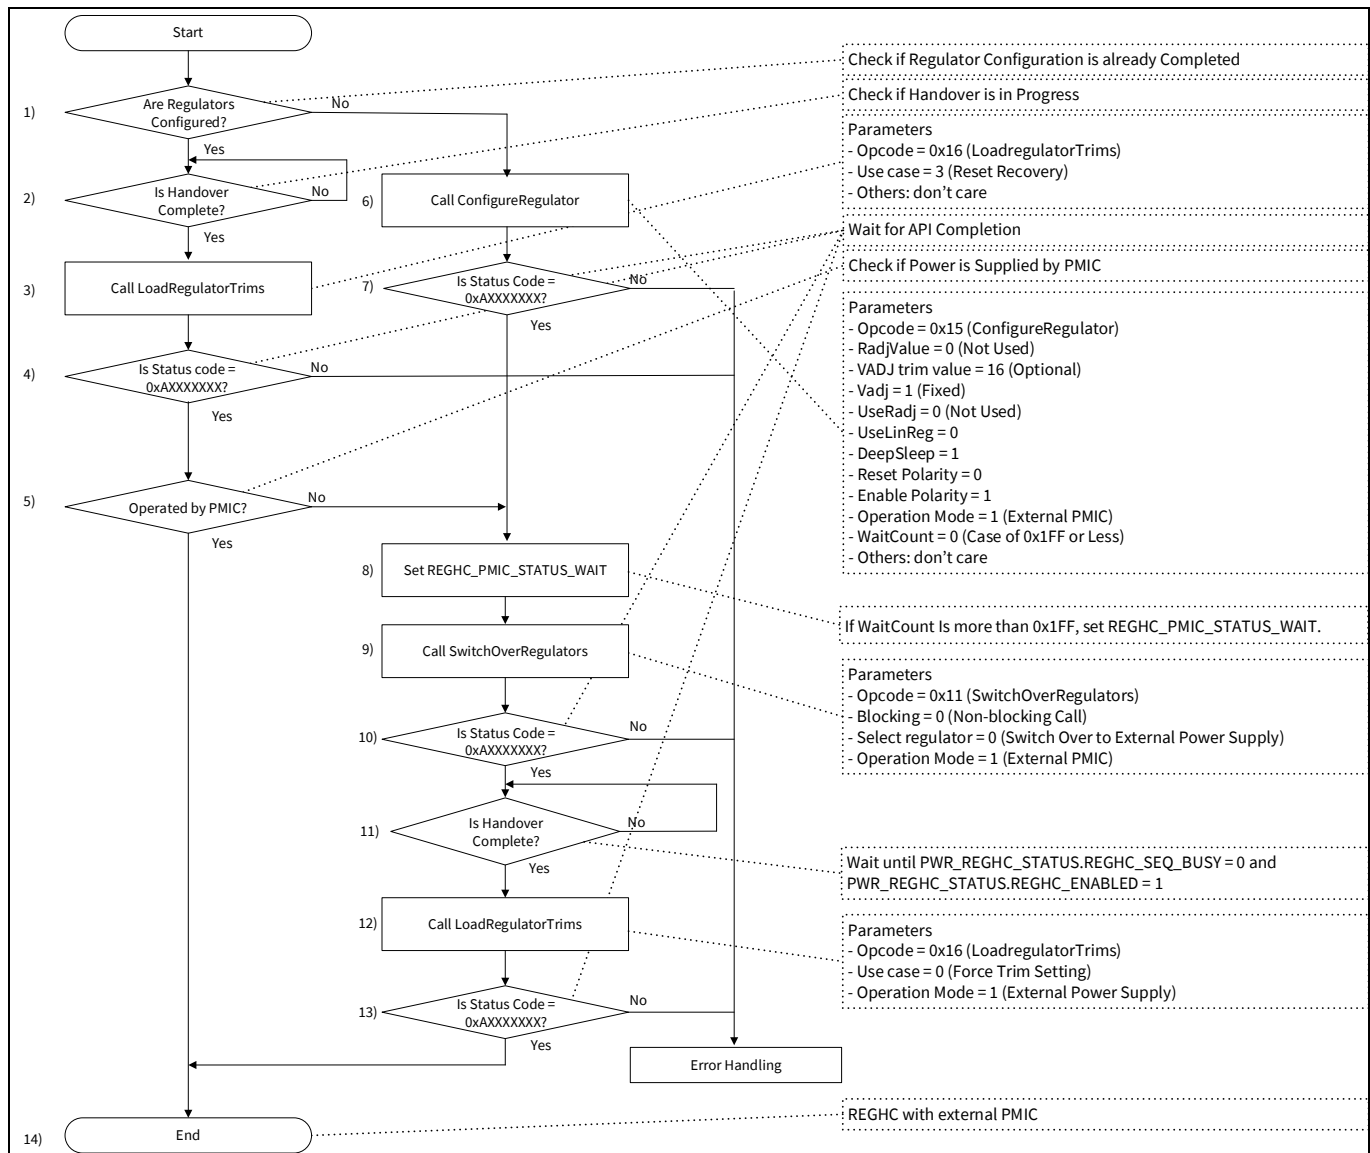 Start
1)
Are Regulators
Configured?
No
Yes
2)
Is Handover
Complete?
No
Yes
3)
Call LoadRegulatorTrims
4)
Is Status code =
0xAXXXXXXX?
No
Yes
5)
Operated by PMIC?
No
Yes
6)
Call ConfigureRegulator
7)
Is Status Code =
0xAXXXXXXX?
No
Yes
8)
Set REGHC_PMIC_STATUS_WAIT
9)
Call SwitchOverRegulators
10)
Is Status Code =
0xAXXXXXXX?
No
Yes
11)
Is Handover
Complete?
No
Yes
12)
Call LoadRegulatorTrims
13)
Is Status Code =
0xAXXXXXXX?
No
Yes
Error Handling
14)
End
Check if Regulator Configuration is already Completed
Check if Handover is in Progress
Parameters
- Opcode = 0x16 (LoadregulatorTrims)
- Use case = 3 (Reset Recovery)
- Others: don't care
Wait for API Completion
Check if Power is Supplied by PMIC
Parameters
- Opcode = 0x15 (ConfigureRegulator)
- RadjValue = 0 (Not Used)
- VADJ trim value = 16 (Optional)
- Vadj = 1 (Fixed)
- UseRadj = 0 (Not Used)
- UseLinReg = 0
- DeepSleep = 1
- Reset Polarity = 0
- Enable Polarity = 1
- Operation Mode = 1 (External PMIC)
- WaitCount = 0 (Case of 0x1FF or Less)
- Others: don't care
If WaitCount Is more than 0x1FF, set REGHC_PMIC_STATUS_WAIT.
Parameters
- Opcode = 0x11 (SwitchOverRegulators)
- Blocking = 0 (Non-blocking Call)
- Select regulator = 0 (Switch Over to External Power Supply)
- Operation Mode = 1 (External PMIC)
Wait until PWR_REGHC_STATUS.REGHC_SEQ_BUSY = 0 and
PWR_REGHC_STATUS.REGHC_ENABLED = 1
Parameters
- Opcode = 0x16 (LoadregulatorTrims)
- Use case = 0 (Force Trim Setting)
- Operation Mode = 1 (External Power Supply)
REGHC with external PMIC